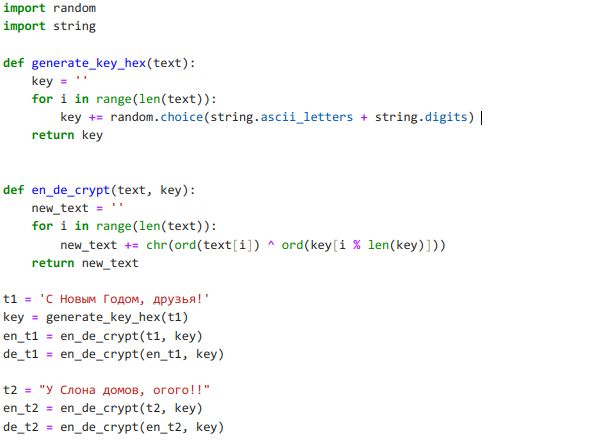 import random
import string
def generate_key_hex(text):
    key = ''
    for i in range(len(text)):
        key += random.choice(string.ascii_letters + string.digits)
    return key
def en_de_crypt(text, key):
    new_text = ''
    for i in range(len(text)):
        new_text += chr(ord(text[i]) ^ ord(key[i % len(key)]))
    return new_text
t1 = 'С Новым Годом, друзья!'
key = generate_key_hex(t1)
en_t1 = en_de_crypt(t1, key)
de_t1 = en_de_crypt(en_t1, key)
t2 = "У Слона домов, огого!!"
en_t2 = en_de_crypt(t2, key)
de_t2 = en_de_crypt(en_t2, key)